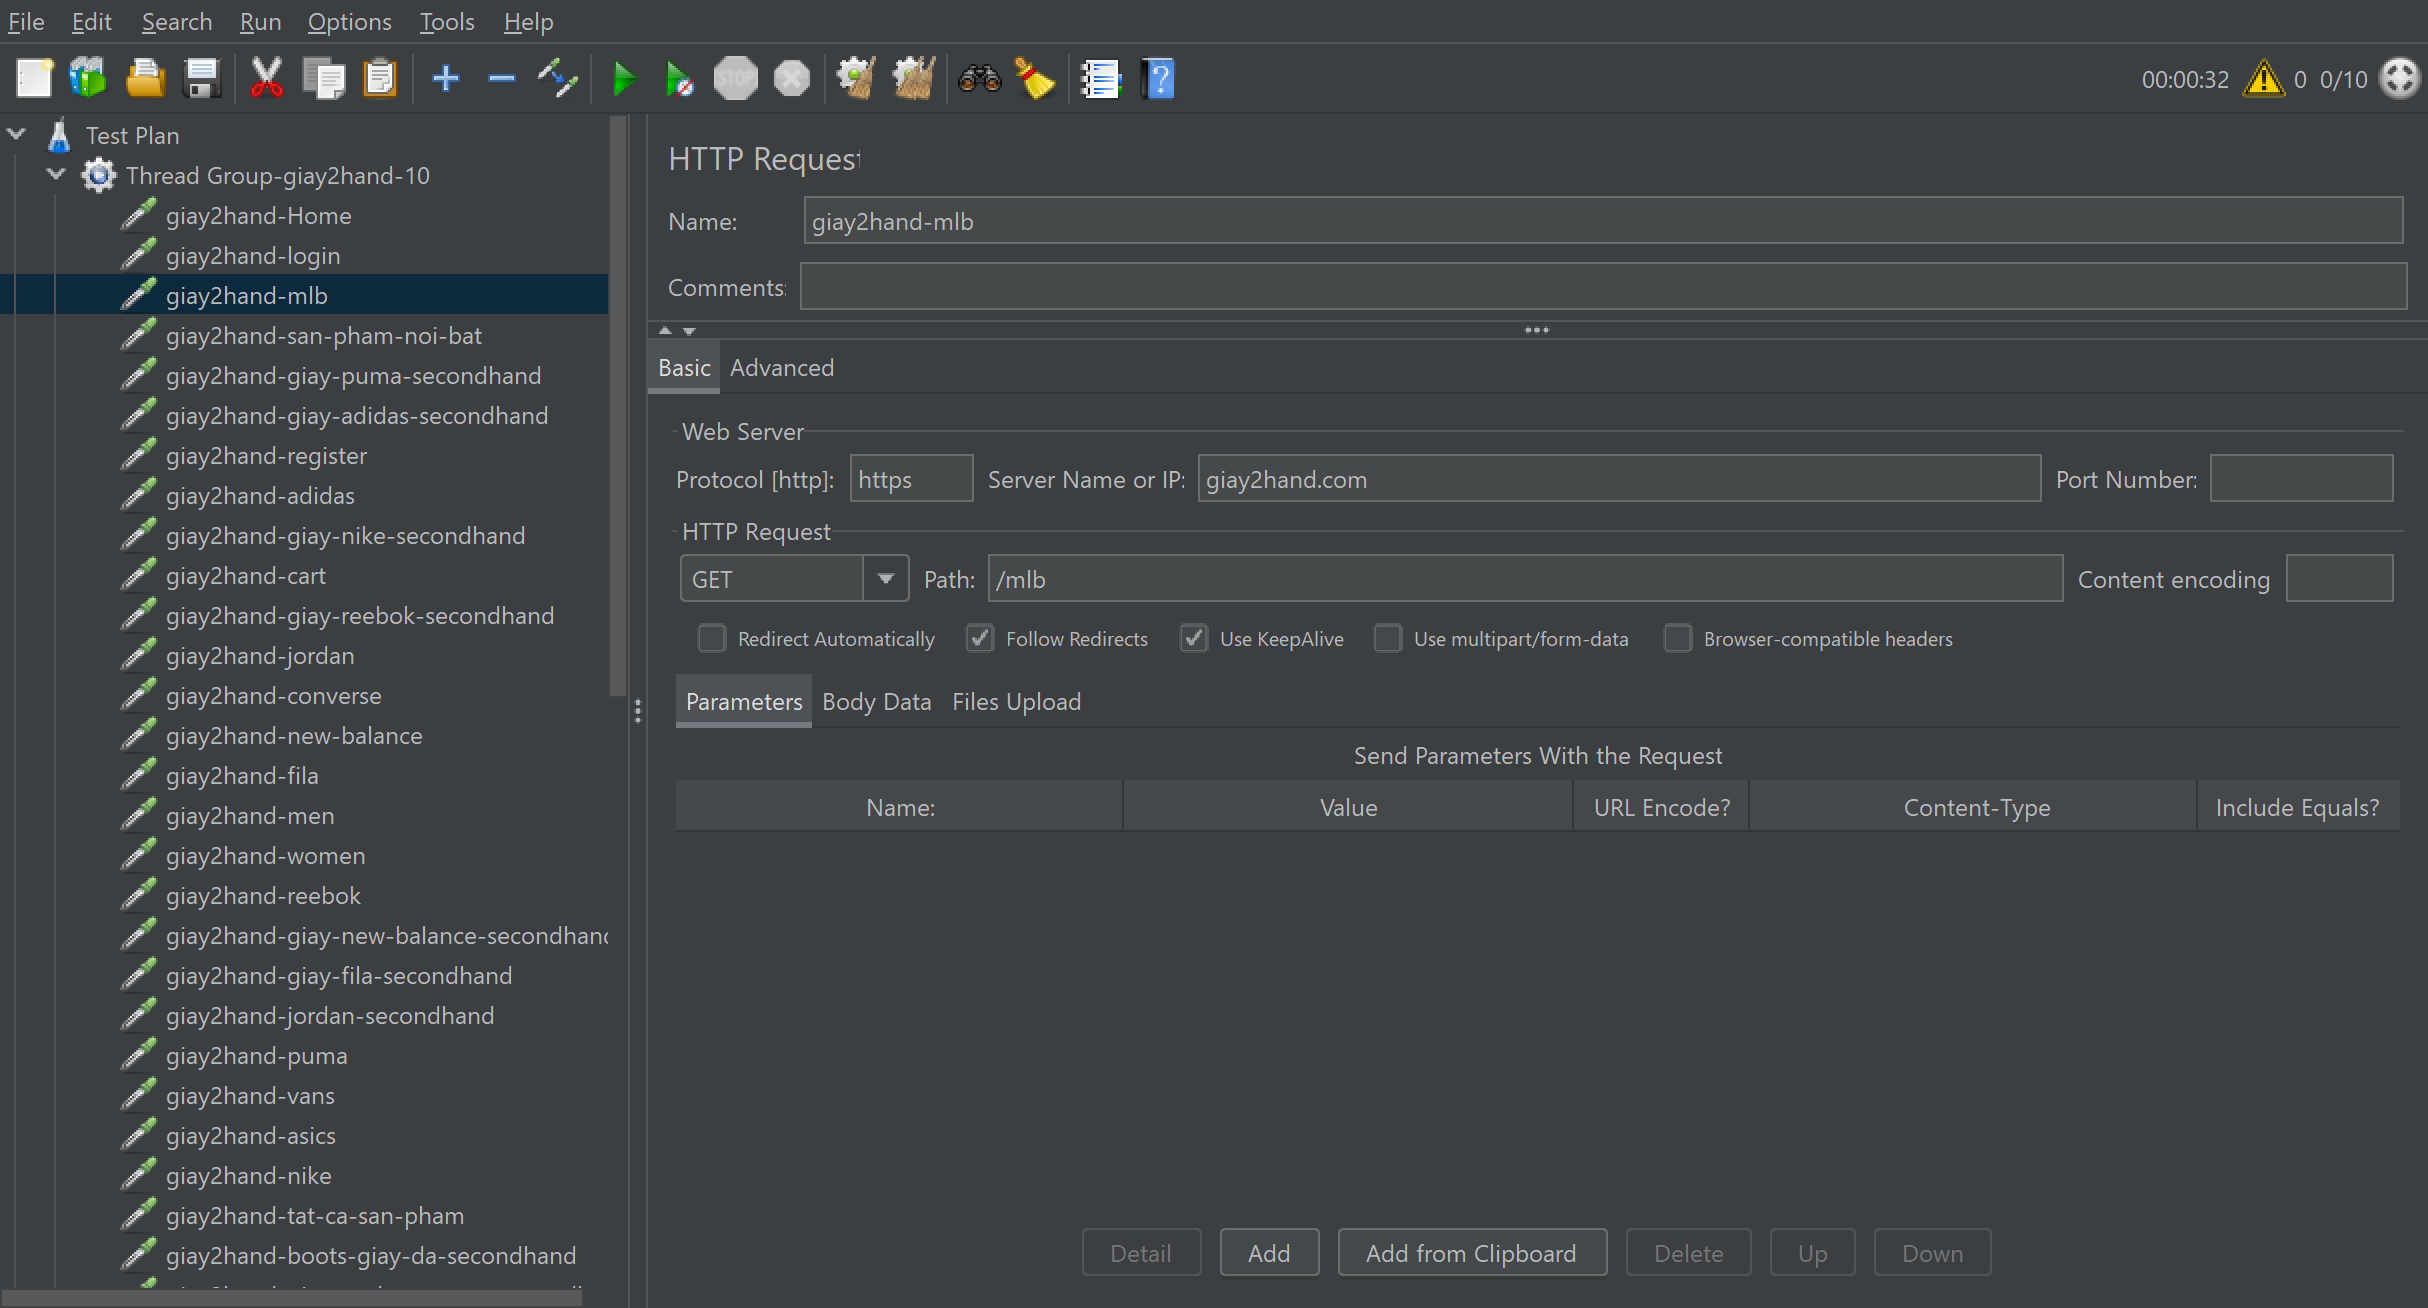 File Edit Search Run Options Tools Help
STOP
00:00:32 0 0/10
Test Plan
Thread Group-giay2hand-10
giay2hand-Home
giay2hand-login
giay2hand-mlb
giay2hand-san-pham-noi-bat
giay2hand-giay-puma-secondhand
giay2hand-giay-adidas-secondhand
giay2hand-register
giay2hand-adidas
giay2hand-giay-nike-secondhand
giay2hand-cart
giay2hand-giay-reebok-secondhand
giay2hand-jordan
giay2hand-converse
giay2hand-new-balance
giay2hand-fila
giay2hand-men
giay2hand-women
giay2hand-reebok
giay2hand-giay-new-balance-secondhand
giay2hand-giay-fila-secondhand
giay2hand-jordan-secondhand
giay2hand-puma
giay2hand-vans
giay2hand-asics
giay2hand-nike
giay2hand-tat-ca-san-pham
giay2hand-boots-giay-da-secondhand
HTTP Request
Name: giay2hand-mlb
Comments:
Basic Advanced
Web Server
Protocol [http]: https Server Name or IP: giay2hand.com Port Number:
HTTP Request
GET Path: /mlb Content encoding
Redirect Automatically Follow Redirects Use KeepAlive Use multipart/form-data Browser-compatible headers
Parameters Body Data Files Upload
Send Parameters With the Request
Name: Value URL Encode? Content-Type Include Equals?
Detail Add Add from Clipboard Delete Up Down